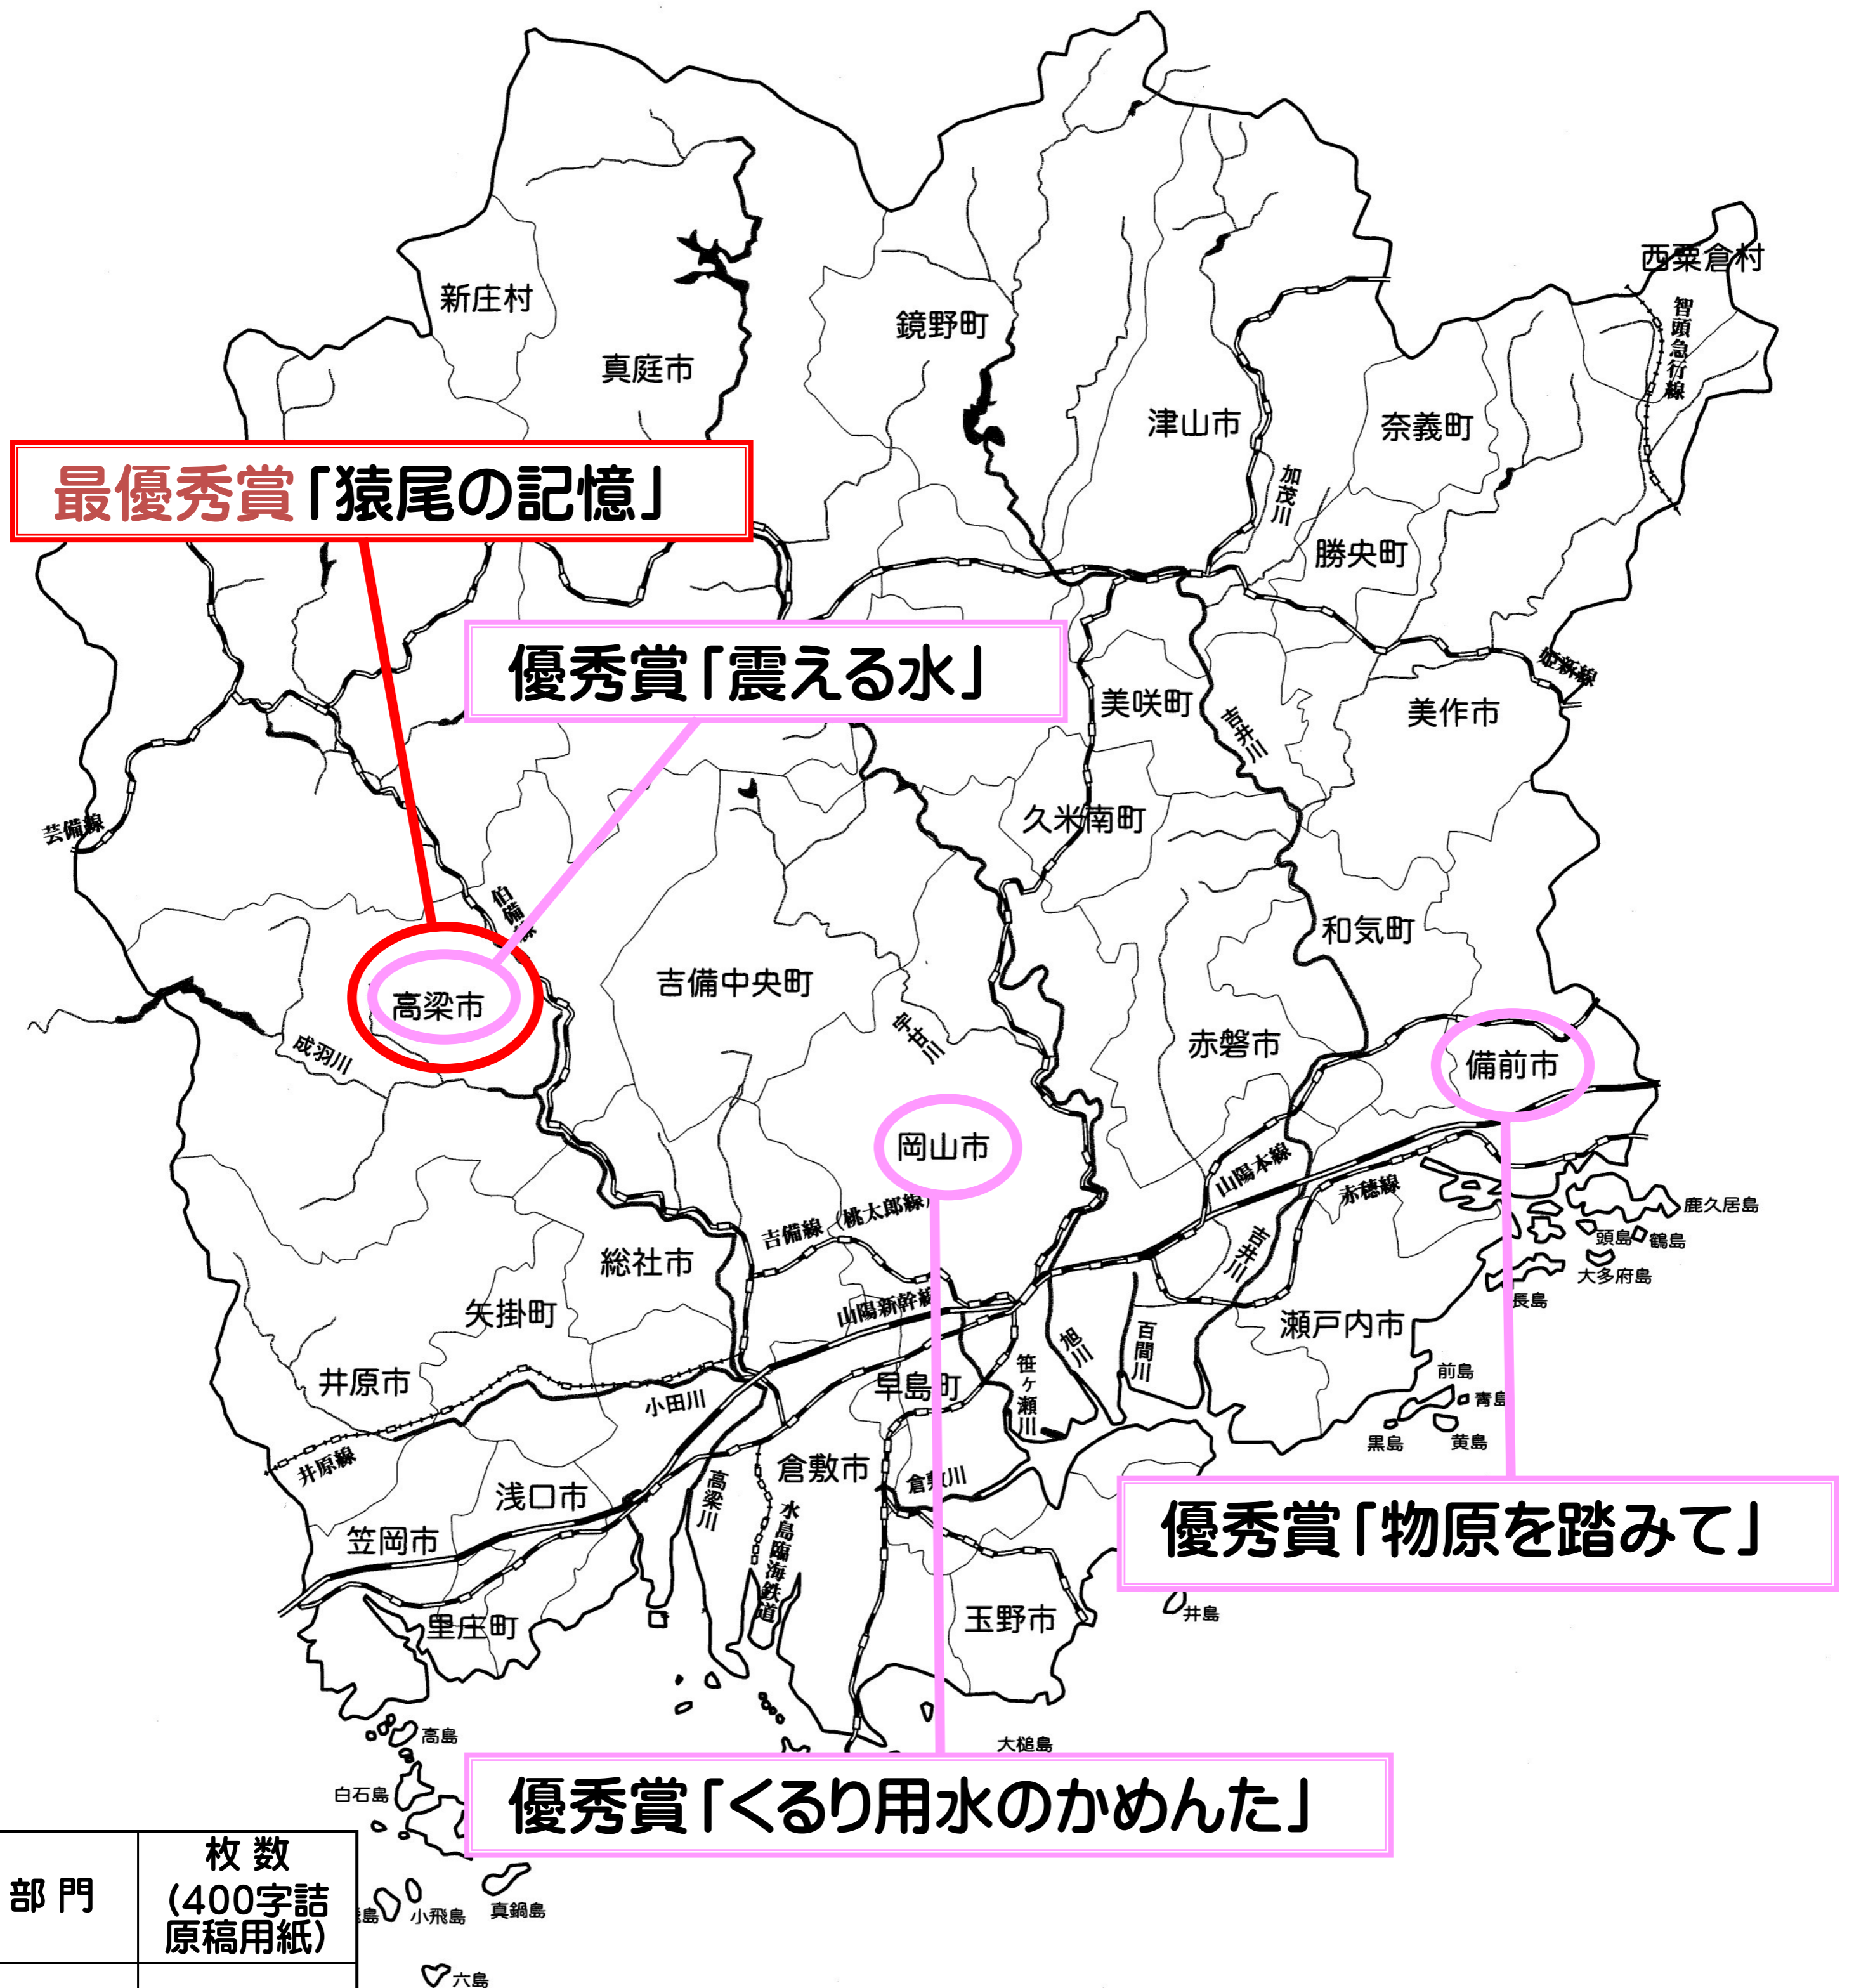 西粟倉村
智頭急行線
新庄村
鏡野町
真庭市
津山市
奈義町
最優秀賞「猿尾の記憶」
加茂川
勝央町
優秀賞「震える水」
姫新線
美咲町
吉井川
美作市
芸備線
久米南町
伯備線
和気町
吉備中央町
高梁市
宇甘川
成羽川
赤磐市
備前市
岡山市
山陽本線
赤穂線
吉備線(桃太郎線)
鹿久居島
頭島
鶴島
総社市
吉井川
大多府島
長島
矢掛町
山陽新幹線
瀬戸内市
旭川
百間川
笹ヶ瀬川
井原市
早島町
前島
小田川
青島
黒島
黄島
井原線
倉敷市
倉敷川
浅口市
高梁川
水島臨海鉄道
優秀賞「物原を踏みて」
笠岡市
里庄町
玉野市
井島
高島
大槌島
白石島
優秀賞「くるり用水のかめんた」
部門
枚数
(400字詰
原稿用紙)
島
小飛島
真鍋島
六島